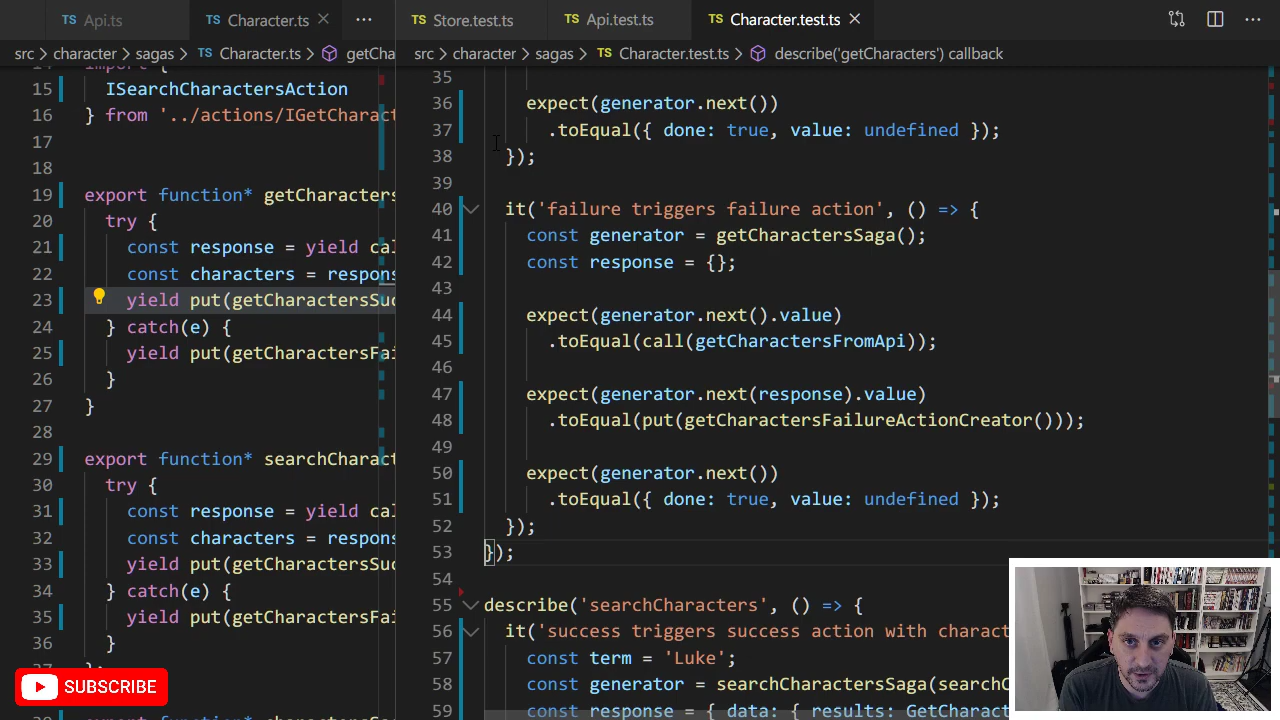 Api.ts
Character.ts
Store.test.ts
Api.test.ts
Character.test.ts
src > character > sagas > Character.ts > getCha
src > character > sagas > Character.test.ts > describe('getCharacters') callback
15 ISearchCharactersAction
16 } from '../actions/IGetCharact
17
18
19 export function* getCharacters
20 try {
21 const response = yield cal
22 const characters = respons
23 yield put(getCharactersSuc
24 } catch(e) {
25 yield put(getCharactersFai
26 }
27 }
28
29 export function* searchCharact
30 try {
31 const response = yield cal
32 const characters = respons
33 yield put(getCharactersSuc
34 } catch(e) {
35 yield put(getCharactersFai
36 }
35
36 expect(generator.next())
37 .toEqual({ done: true, value: undefined });
38 });
39
40 it('failure triggers failure action', () => {
41 const generator = getCharactersSaga();
42 const response = {};
43
44 expect(generator.next().value)
45 .toEqual(call(getCharactersFromApi));
46
47 expect(generator.next(response).value)
48 .toEqual(put(getCharactersFailureActionCreator()));
49
50 expect(generator.next())
51 .toEqual({ done: true, value: undefined });
52 });
53 });
54
55 describe('searchCharacters', () => {
56 it('success triggers success action with charact
57 const term = 'Luke';
58 const generator = searchCharactersSaga(searchC
59 const response = { data: { results: GetCharact
SUBSCRIBE